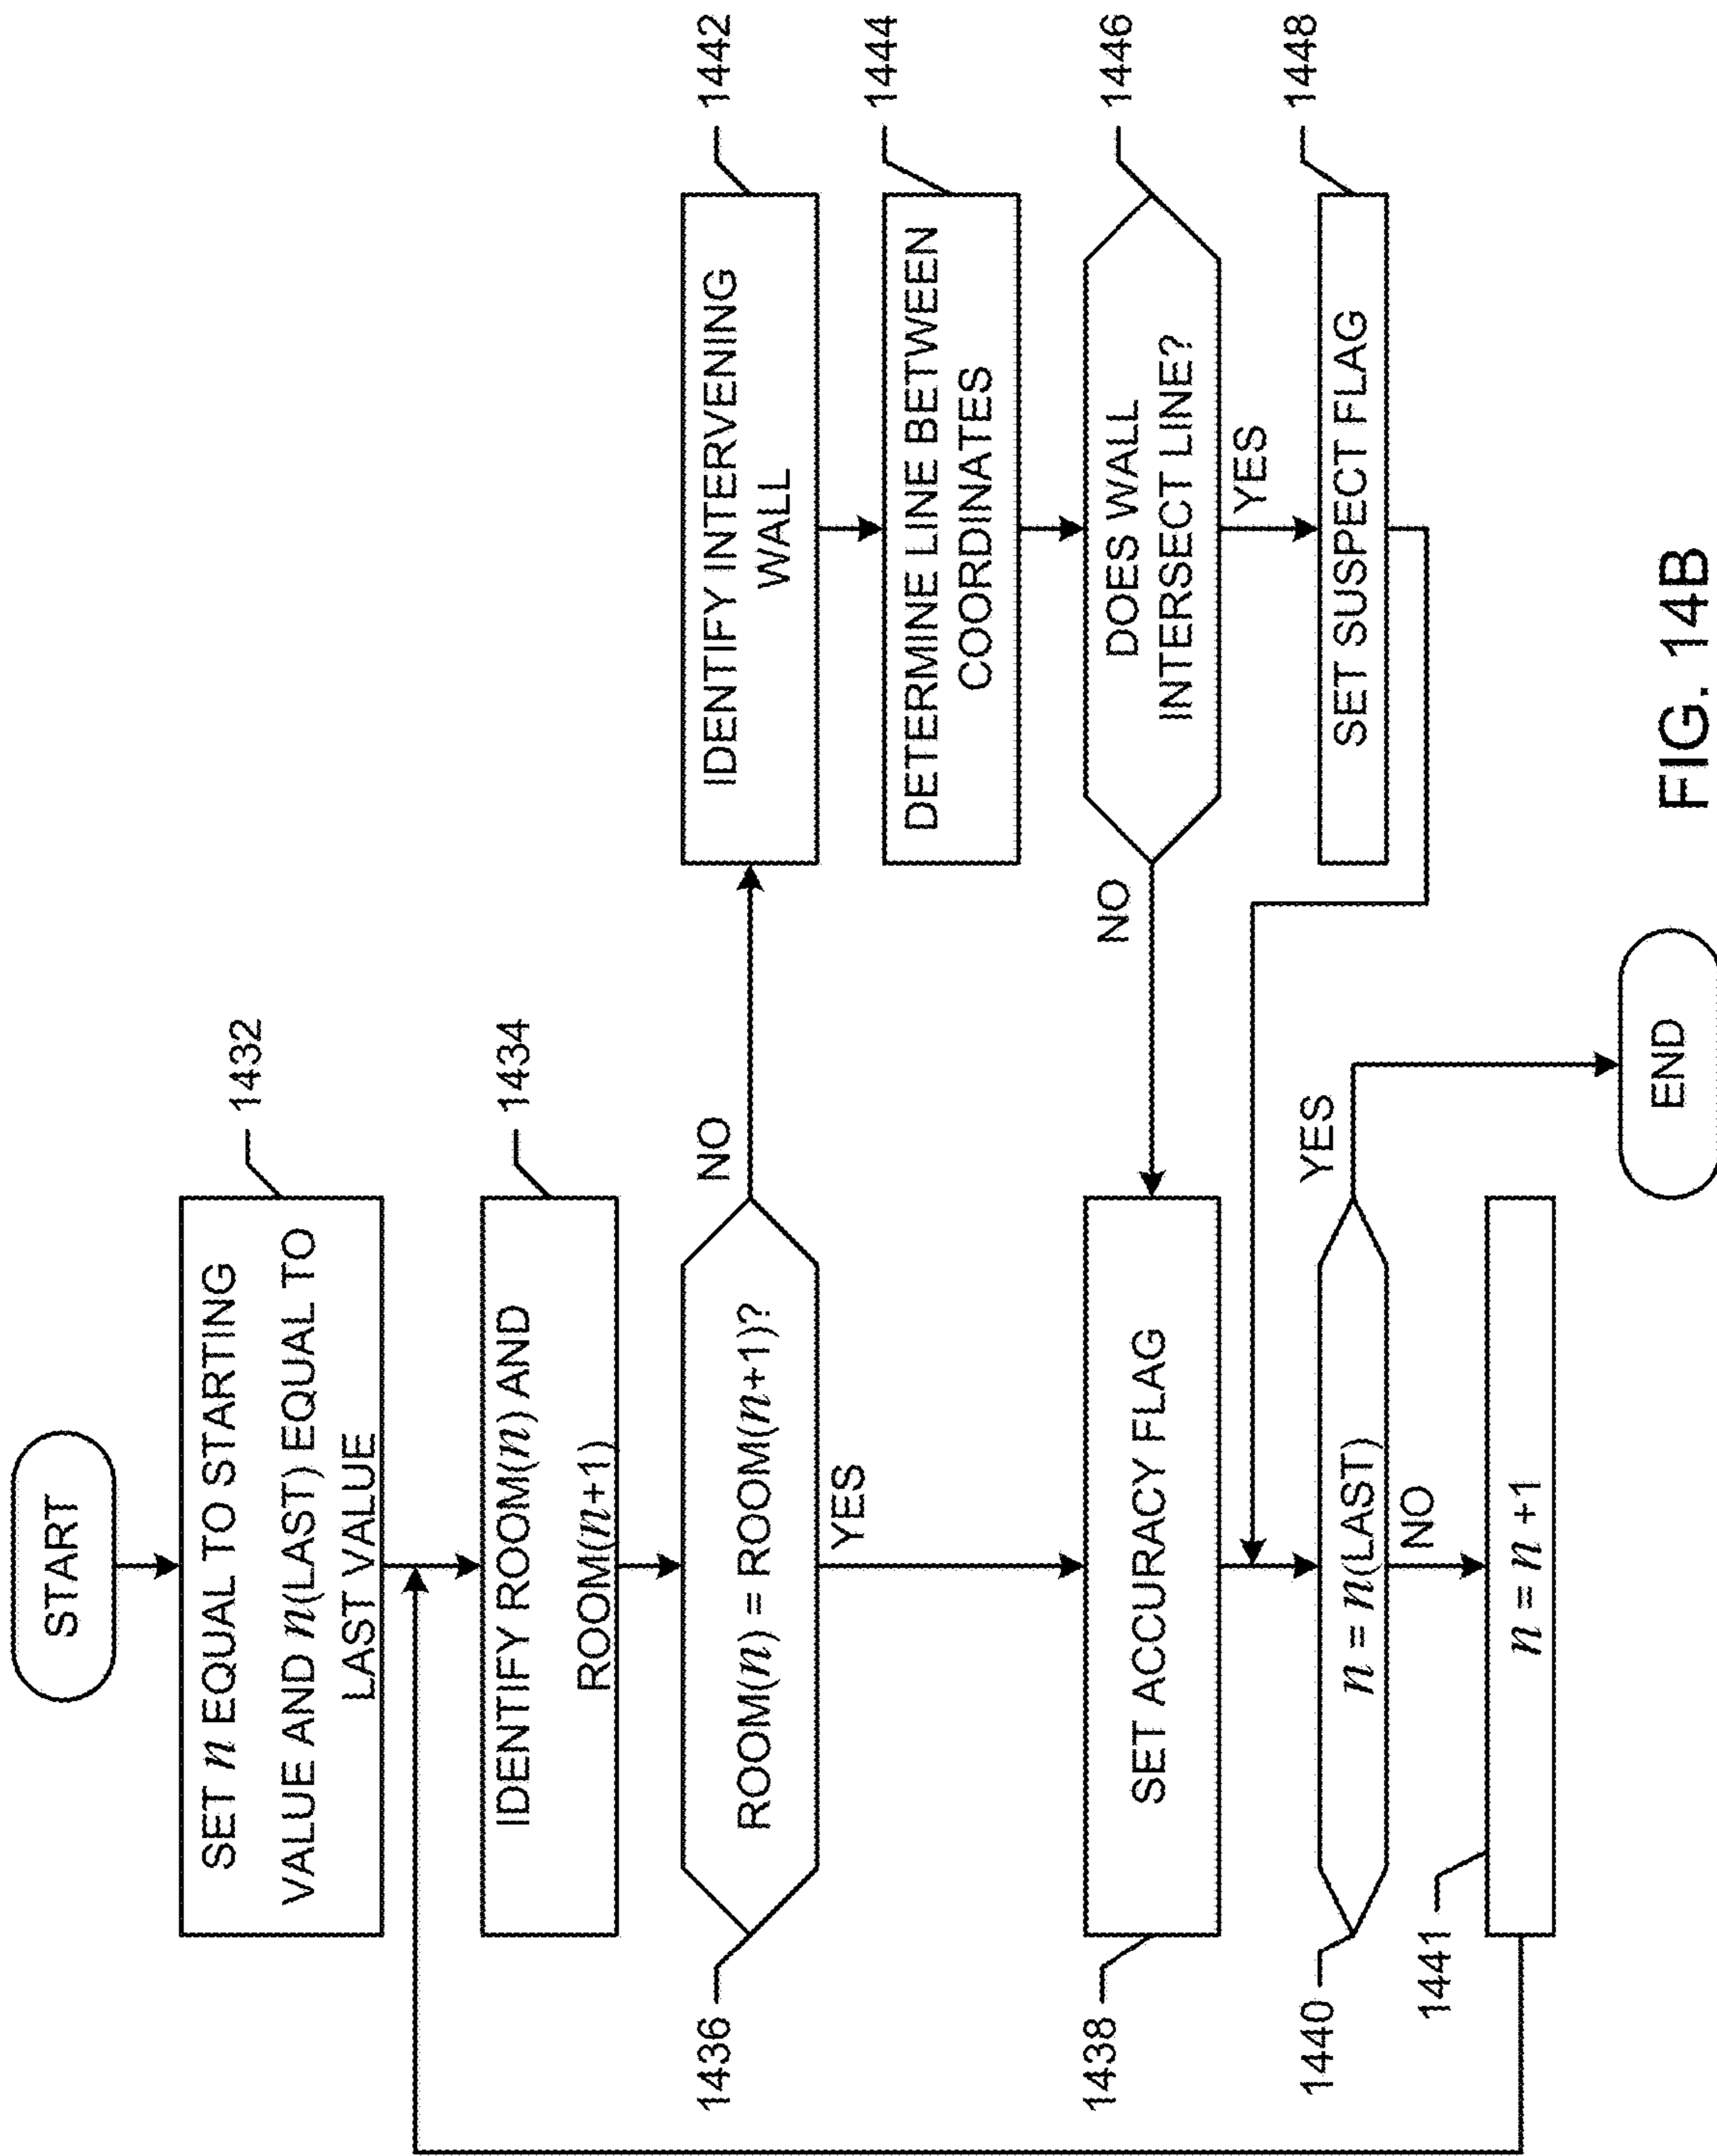 START
SET n EQUAL TO STARTING
VALUE AND n(LAST) EQUAL TO
LAST VALUE
1432
IDENTIFY ROOM(n) AND
ROOM(n+1)
1434
ROOM(n) = ROOM(n+1)?
1436
NO
YES
IDENTIFY INTERVENING
WALL
1442
DETERMINE LINE BETWEEN
COORDINATES
1444
DOES WALL
INTERSECT LINE?
1446
NO
YES
SET ACCURACY FLAG
1438
SET SUSPECT FLAG
1448
n = n(LAST)
1440
YES
NO
n = n +1
1441
END
FIG. 14B